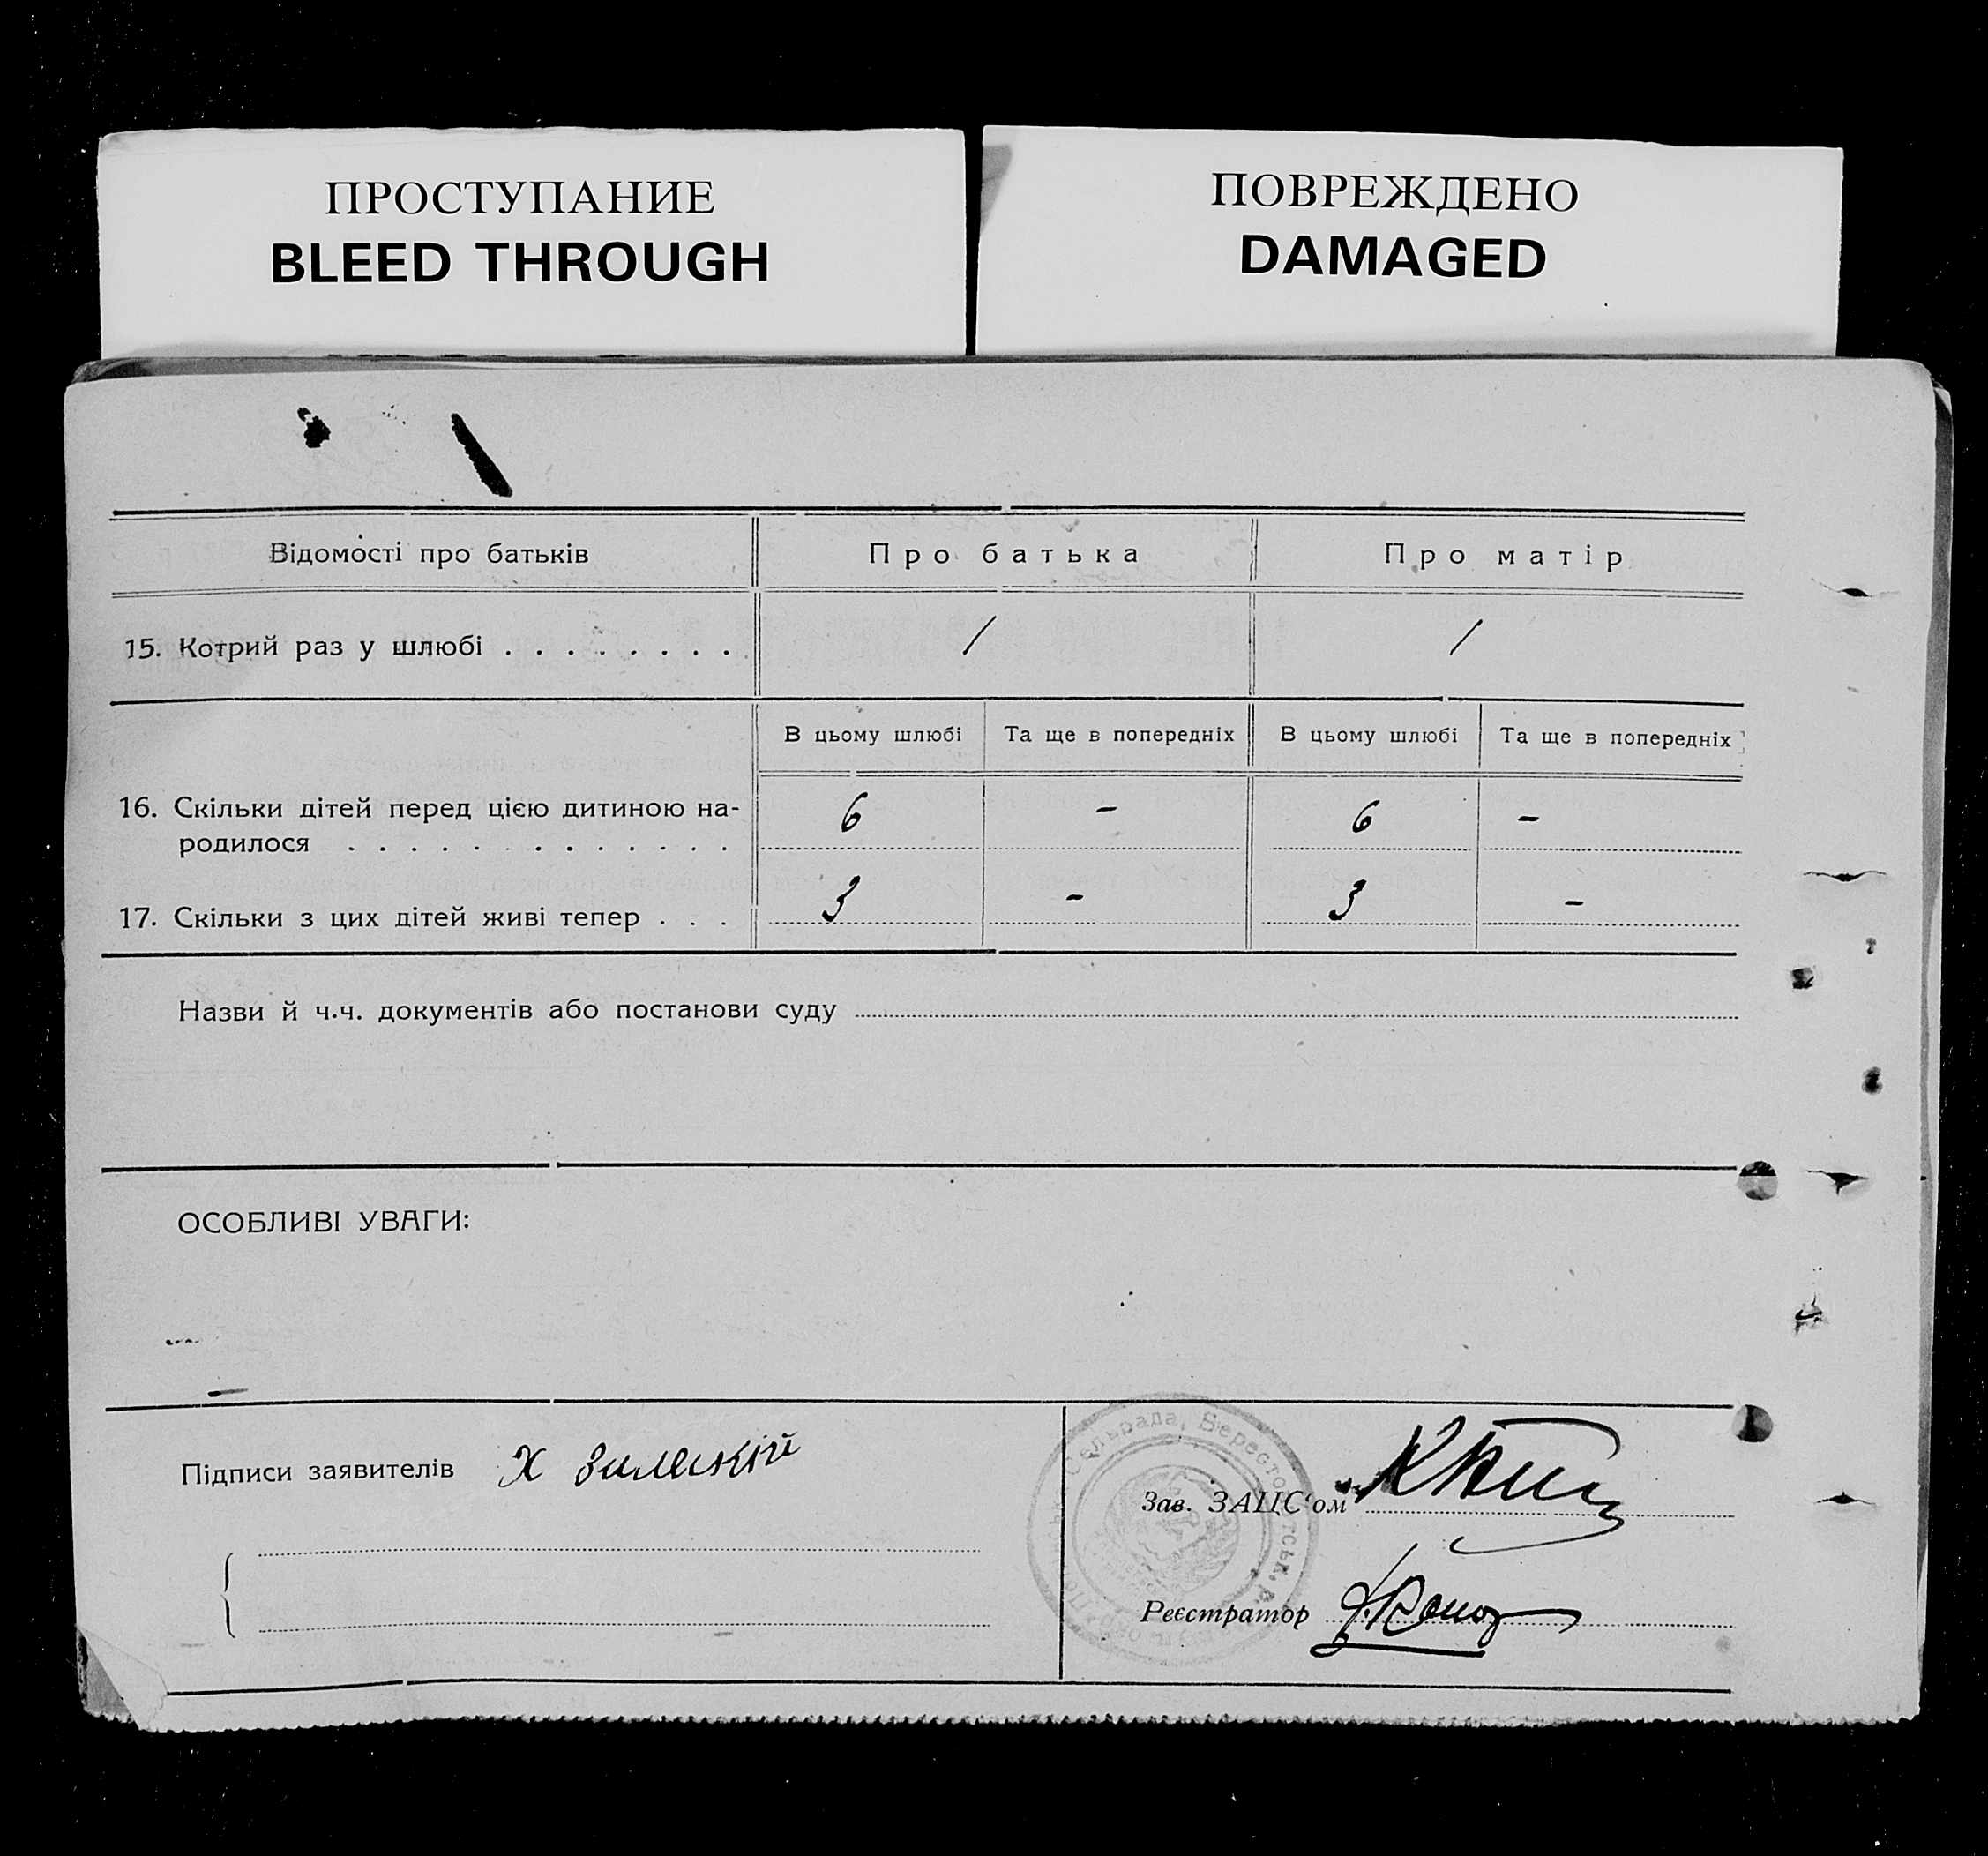 ПРОСТУПАНИЕ
BLEED THROUGH
ПОВРЕЖДЕНО
DAMAGED
Відомості про батьків Про батька Про матір
15. Котрий раз у шлюбі . . . . . . . . / /
В цьому шлюбі Та ще в попередніх В цьому шлюбі Та ще в попередніх
16. Скільки дітей перед цією дитиною на- 6 - 6 -
родилося . . . . . . . . . . . . .
17. Скільки з цих дітей живі тепер . . . 3 - 3 -
Назви й ч.ч. документів або постанови суду
ОСОБЛИВІ УВАГИ:
Підписи заявителів Х
Зав. ЗАЦС‘ом
Реєстратор